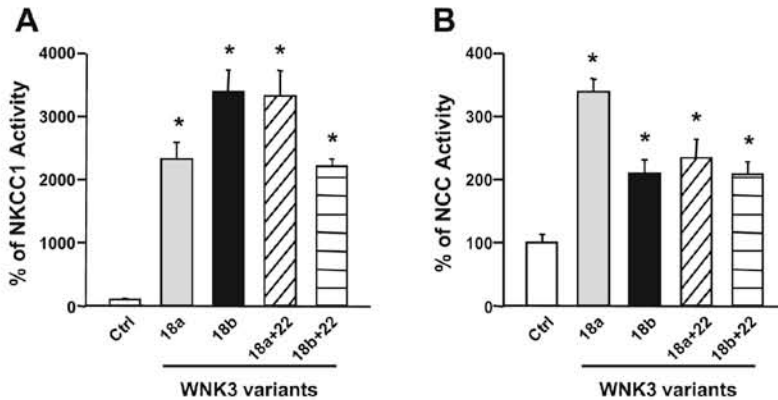 A
% of NKCC1 Activity
4000
3000
2000
1000
0
*
*
*
*
Ctrl
18a
18b
18a+22
18b+22
WNK3 variants
B
% of NCC Activity
400
300
200
100
0
*
*
*
*
Ctrl
18a
18b
18a+22
18b+22
WNK3 variants